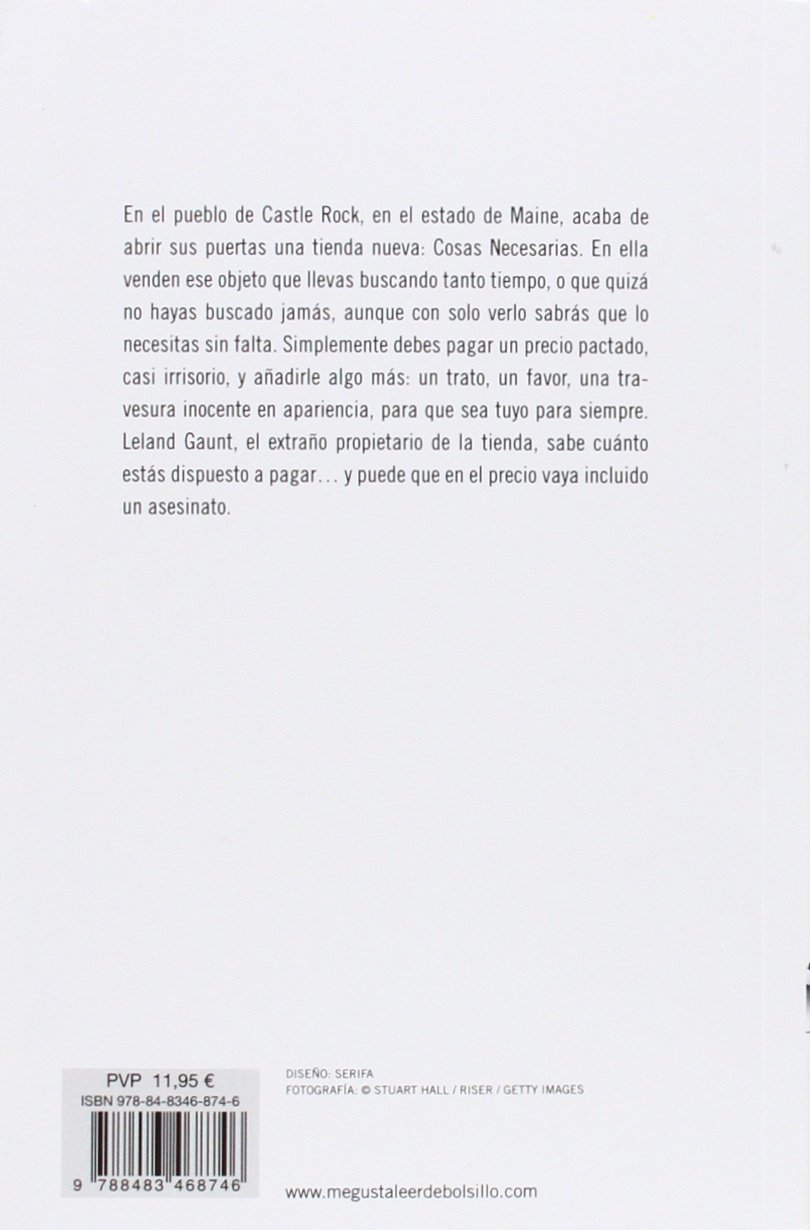 En el pueblo de Castle Rock, en el estado de Maine, acaba de
abrir sus puertas una tienda nueva: Cosas Necesarias. En ella
venden ese objeto que llevas buscando tanto tiempo, o que quizá
no hayas buscado jamás, aunque con solo verlo sabrás que lo
necesitas sin falta. Simplemente debes pagar un precio pactado,
casi irrisorio, y añadirle algo más: un trato, un favor, una tra-
vesura inocente en apariencia, para que sea tuyo para siempre.
Leland Gaunt, el extraño propietario de la tienda, sabe cuánto
estás dispuesto a pagar... y puede que en el precio vaya incluido
un asesinato.
PVP 11,95 €
ISBN 978-84-8346-874-6
9 788483 468746
DISEÑO: SERIFA
FOTOGRAFÍA: © STUART HALL / RISER / GETTY IMAGES
www.megustaleerdebolsillo.com